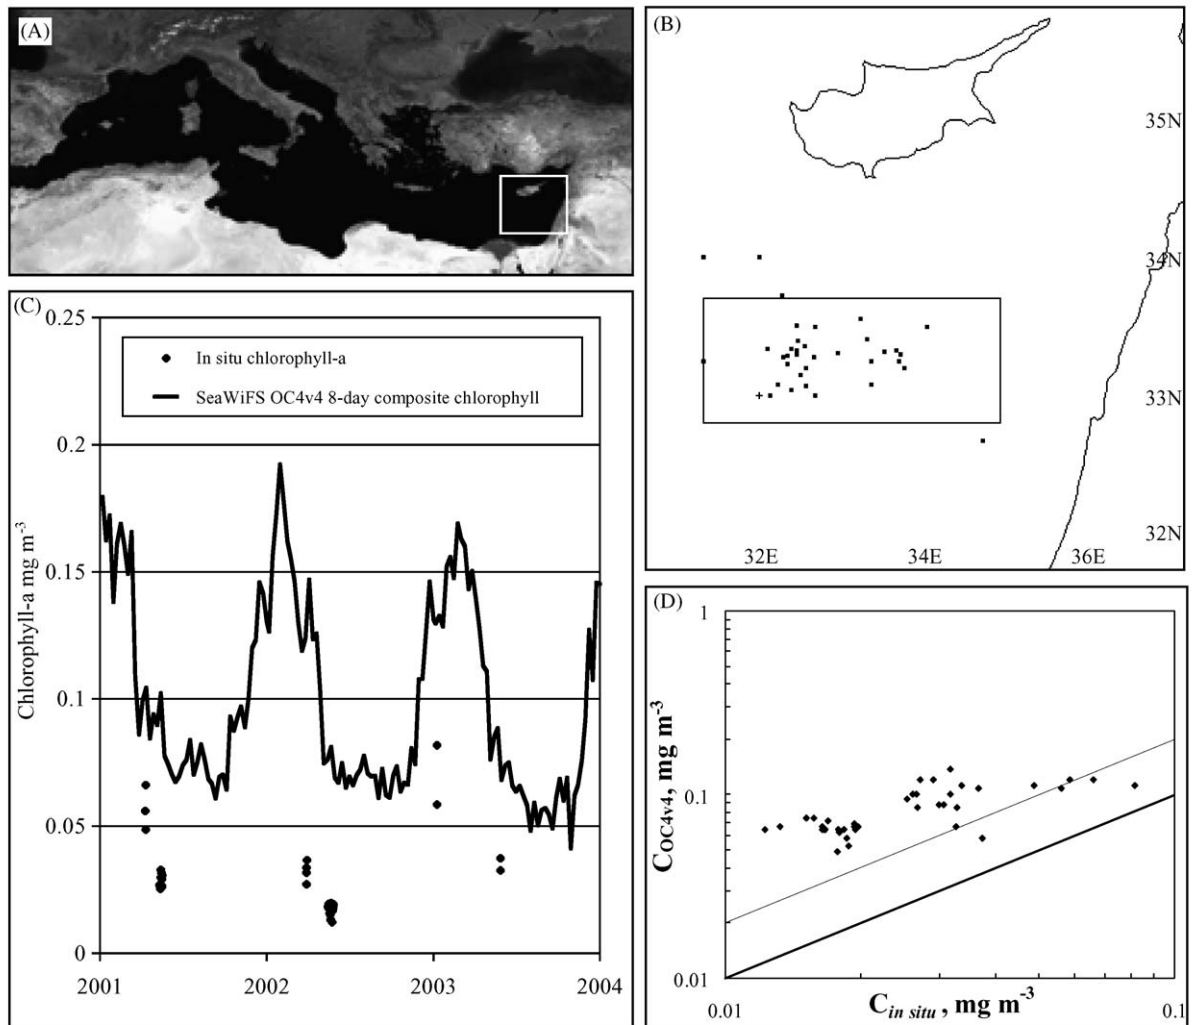 (A)
(B)
35N
34N
33N
32N
32E
34E
36E
(C)
0.25
0.2
0.15
0.1
0.05
0
Chlorophyll-a mg m⁻³
In situ chlorophyll-a
SeaWiFS OC4v4 8-day composite chlorophyll
2001
2002
2003
2004
(D)
1
0.1
0.01
C_OC4v4, mg m⁻³
0.01
0.1
C_in situ, mg m⁻³